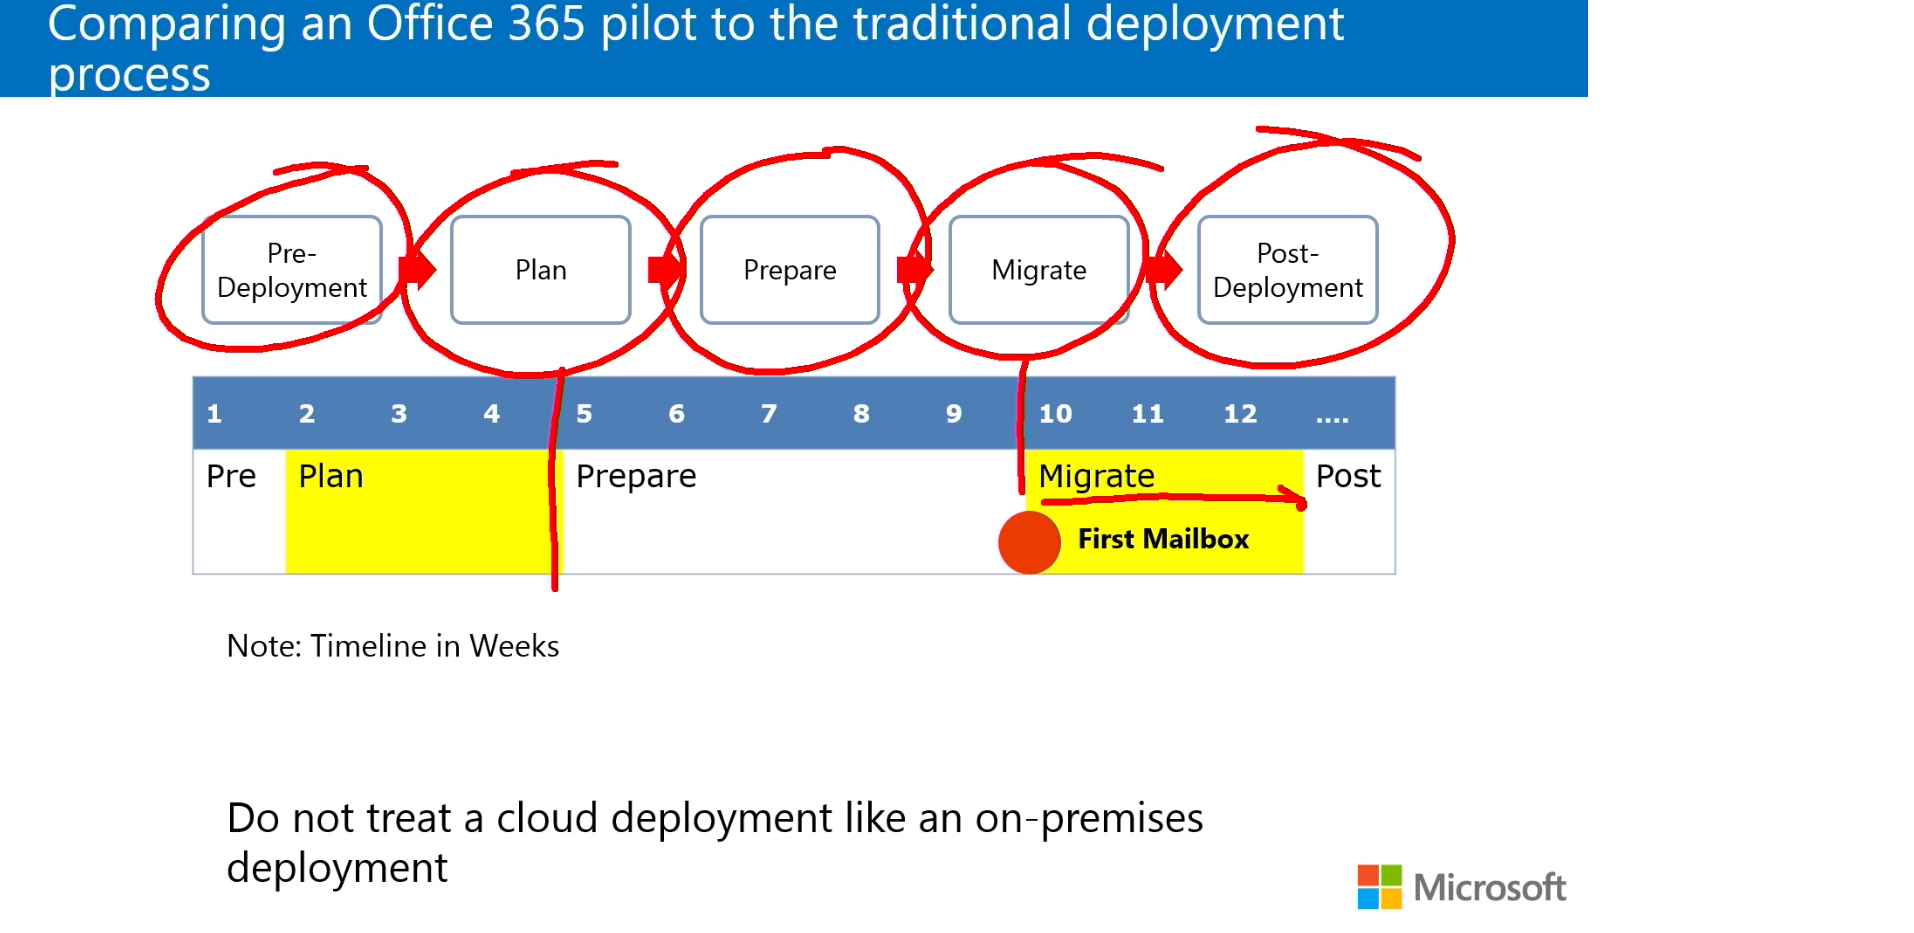 Comparing an Office 365 pilot to the traditional deployment
process
Pre-
Deployment
Plan
Prepare
Migrate
Post-
Deployment
1 2 3 4 5 6 7 8 9 10 11 12 ....
Pre Plan Prepare Migrate Post
First Mailbox
Note: Timeline in Weeks
Do not treat a cloud deployment like an on-premises
deployment
Microsoft